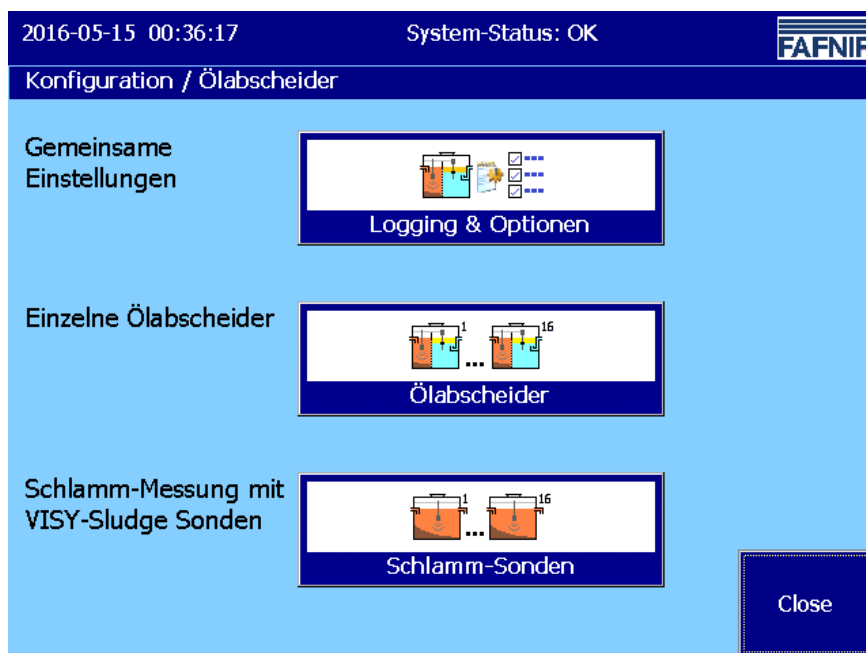 2016-05-15 00:36:17 System-Status: OK
FAFNIR
Konfiguration / Ölabscheider
Gemeinsame
Einstellungen
Logging & Optionen
Einzelne Ölabscheider
1 ... 16
Ölabscheider
Schlamm-Messung mit
VISY-Sludge Sonden
1 ... 16
Schlamm-Sonden
Close